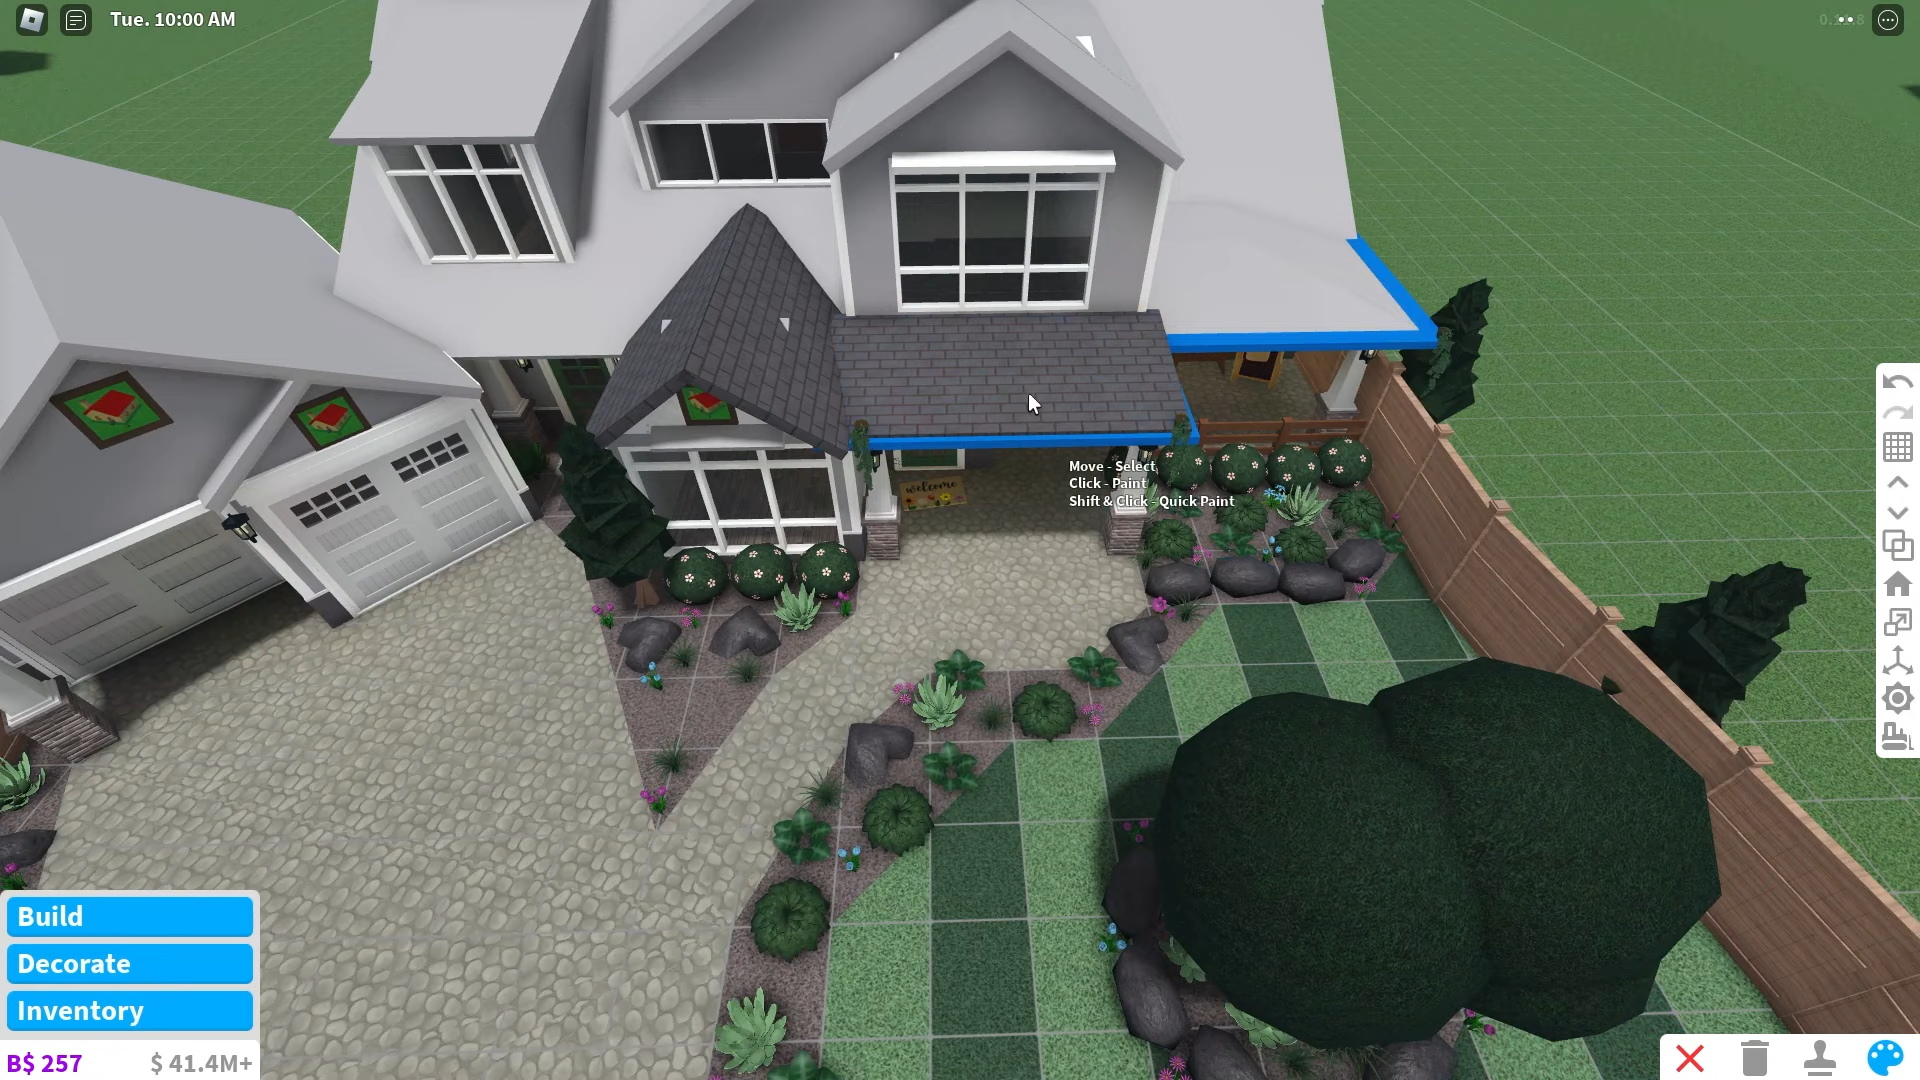 Tue. 10:00 AM
welcome
Move - Select
Click - Paint
Shift & Click - Quick Paint
Build
Decorate
Inventory
B$ 257
$ 41.4M+